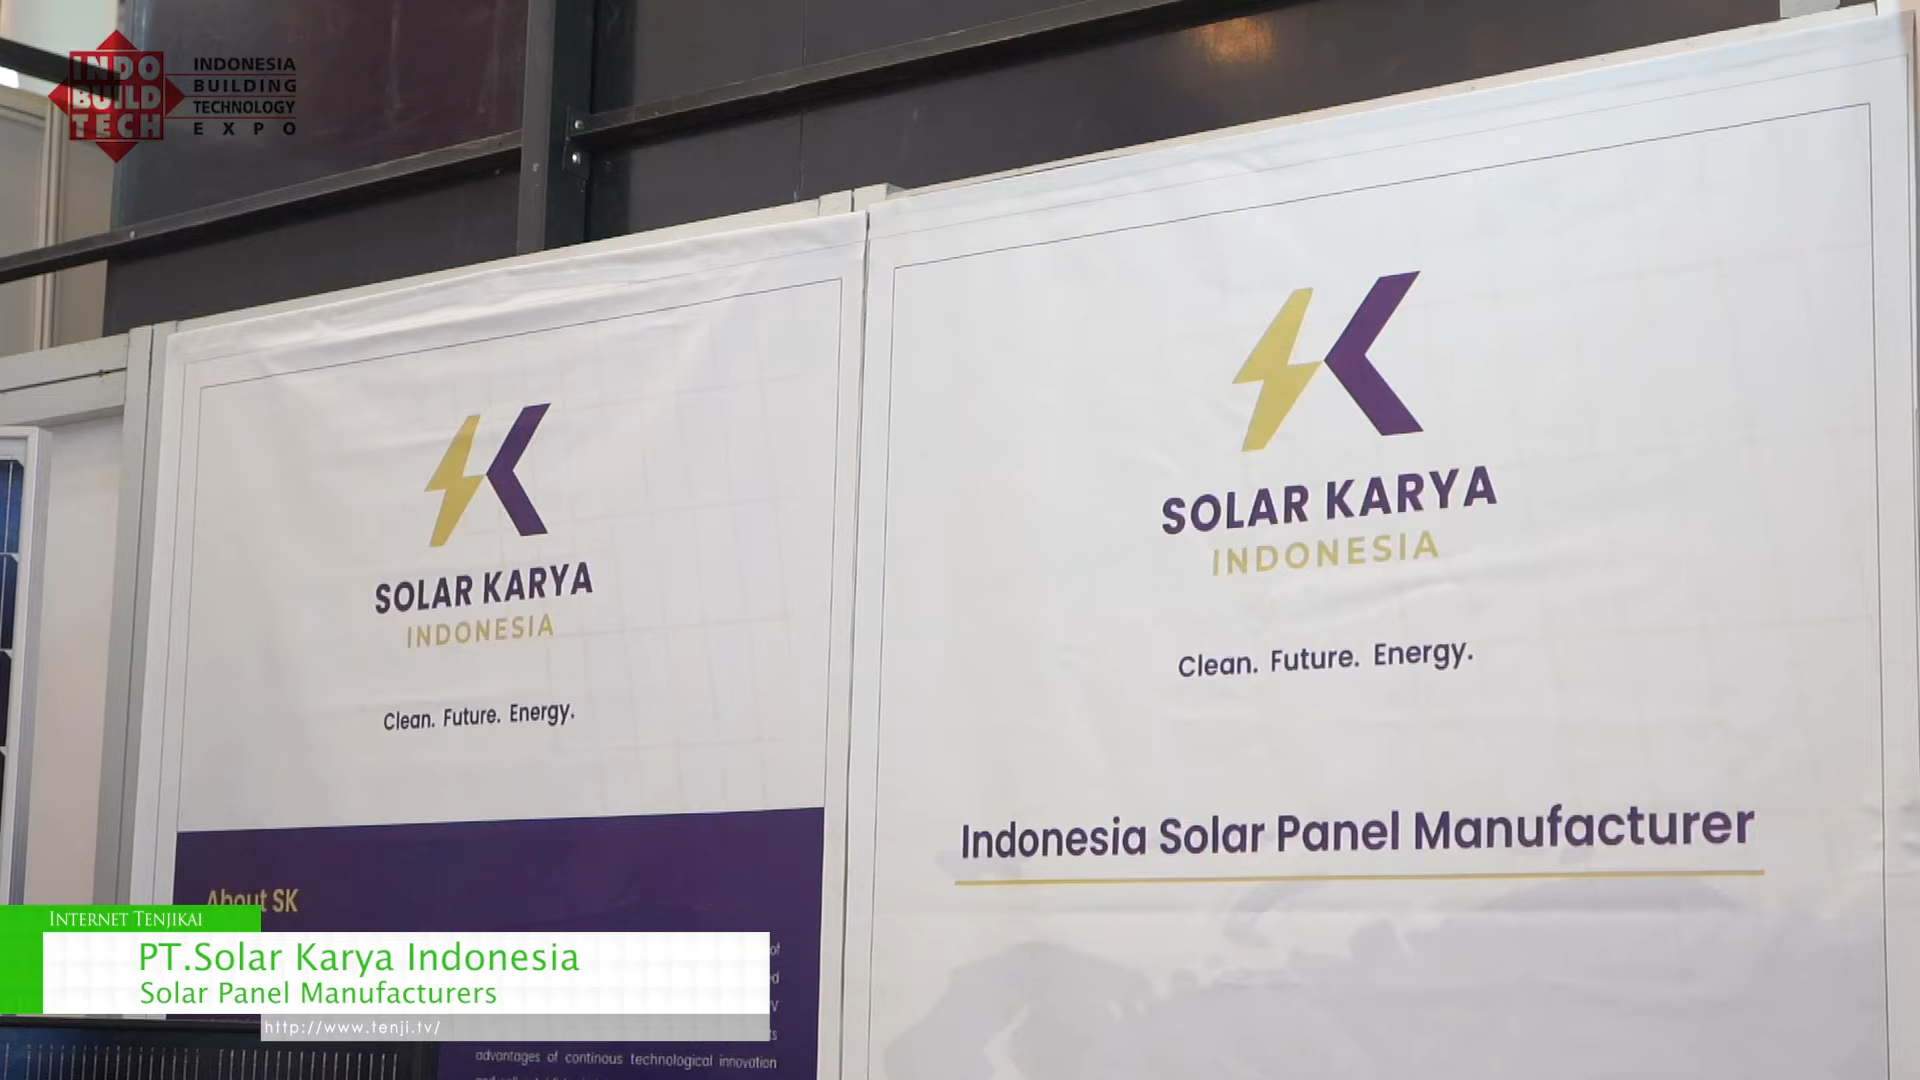 INDO
BUILD
TECH
INDONESIA
BUILDING
TECHNOLOGY
EXPO
SOLAR KARYA
INDONESIA
Clean. Future. Energy.
About SK
of
advantages of continous technological innovation
SOLAR KARYA
INDONESIA
Clean. Future. Energy.
Indonesia Solar Panel Manufacturer
INTERNET TENJIKAI
PT.Solar Karya Indonesia
Solar Panel Manufacturers
http://www.tenji.tv/